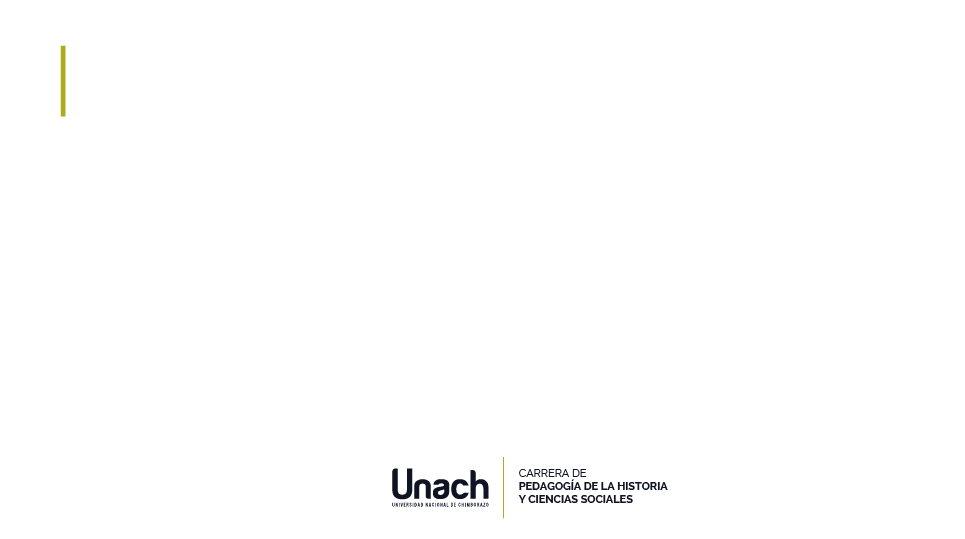 Unach
UNIVERSIDAD NACIONAL DE CHIMBORAZO
CARRERA DE
PEDAGOGÍA DE LA HISTORIA
Y CIENCIAS SOCIALES